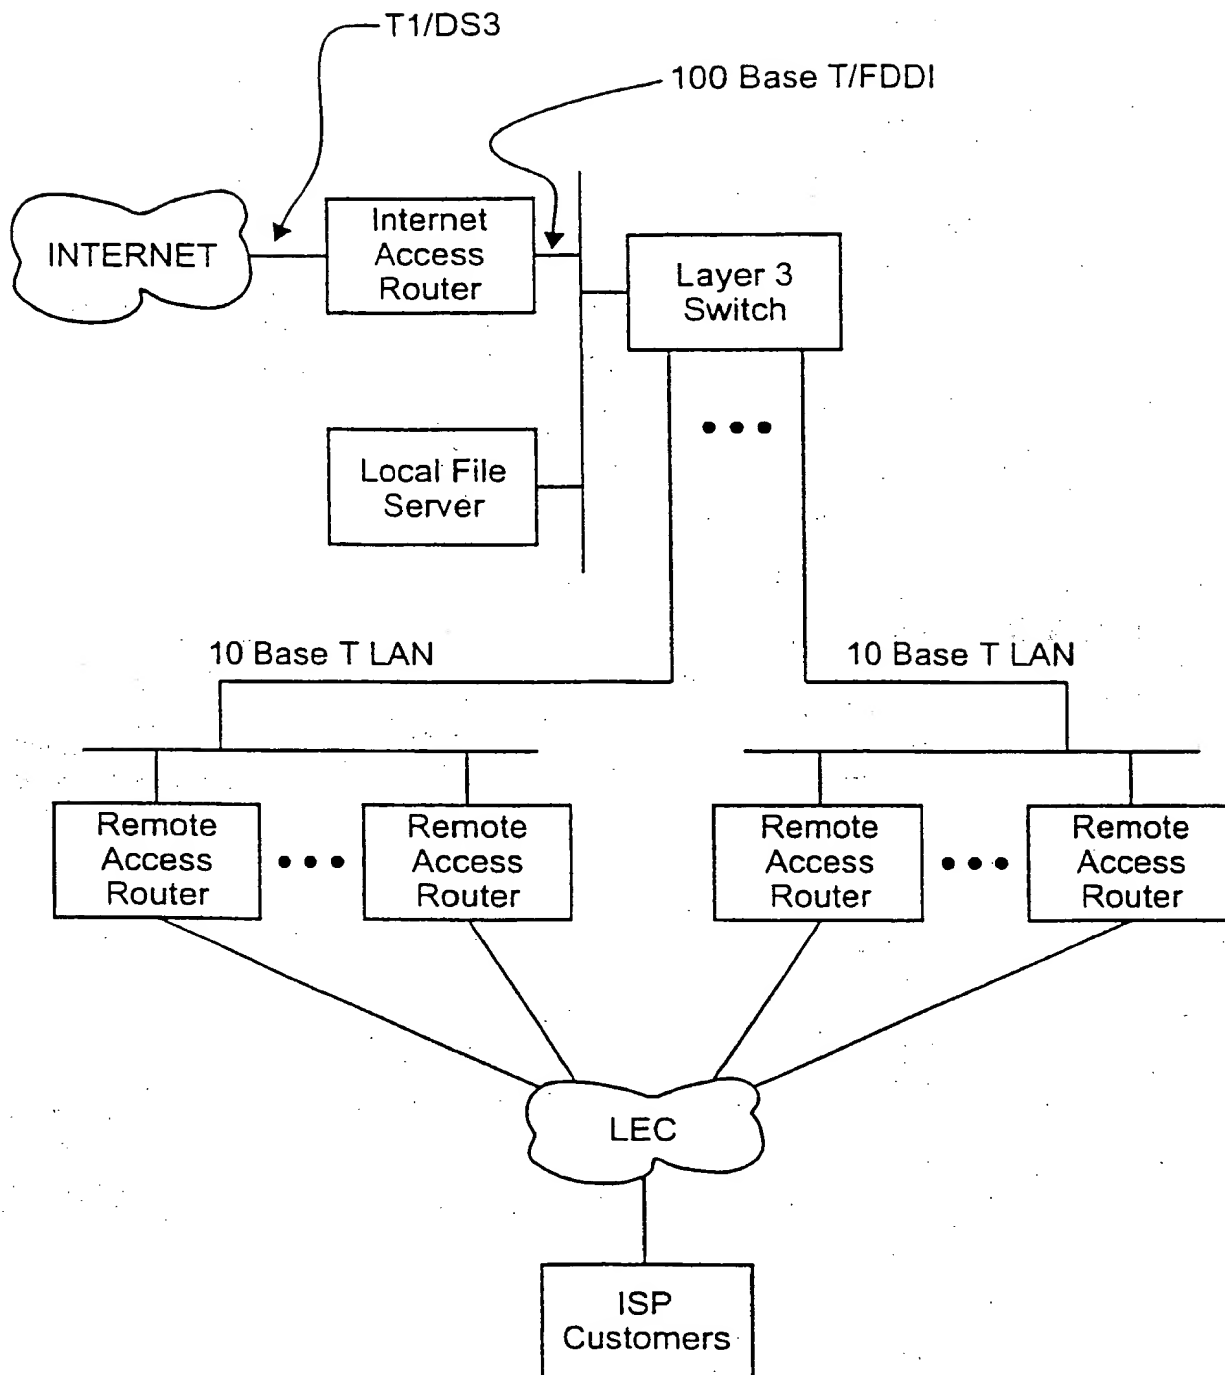 T1/DS3
100 Base T/FDDI
INTERNET
Internet
Access
Router
Layer 3
Switch
Local File
Server
10 Base T LAN
10 Base T LAN
Remote
Access
Router
Remote
Access
Router
Remote
Access
Router
Remote
Access
Router
LEC
ISP
Customers